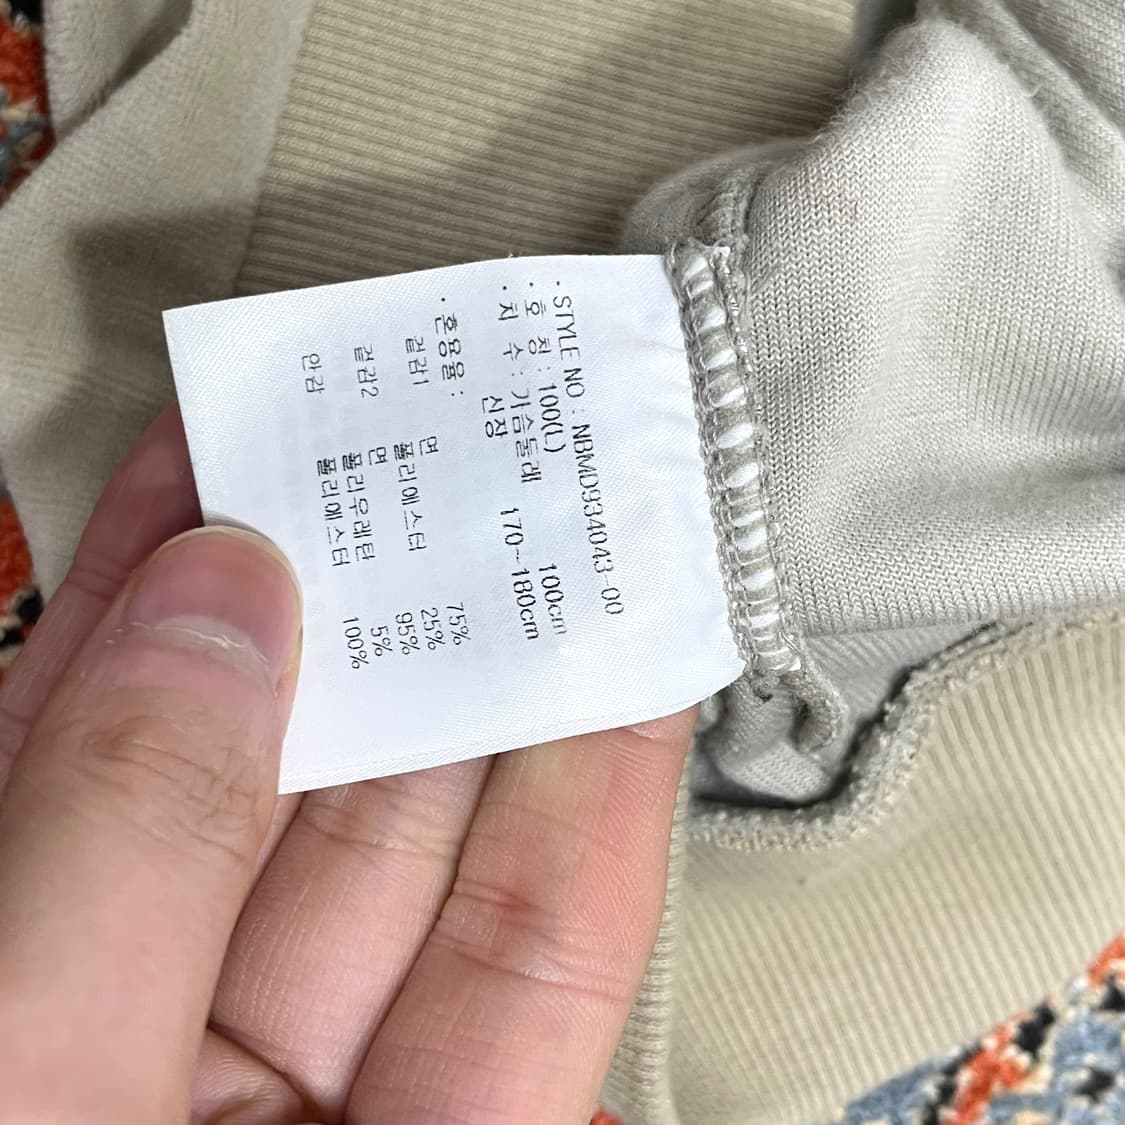 · STYLE NO : NBMD934043-00
· 호 칭 : 100(L)
· 치 수 : 가슴둘레 100cm
신장 170~180cm
· 혼용율 :
겉감1 면 75%
폴리에스터 25%
겉감2 면 95%
폴리우레탄 5%
안감 폴리에스터 100%